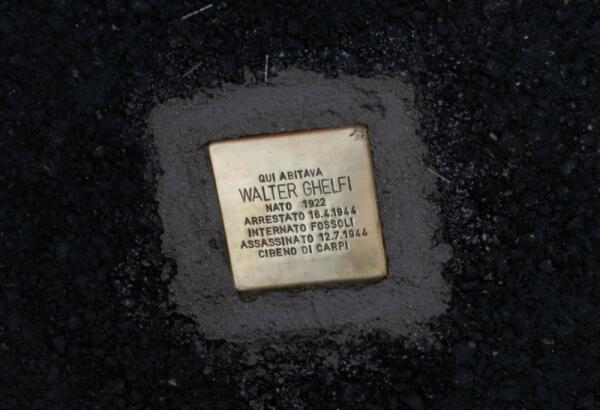 QUI ABITAVA
WALTER GHELFI
NATO 1922
ARRESTATO 16.4.1944
INTERNATO FOSSOLI
ASSASSINATO 12.7.1944
CIBENO DI CARPI